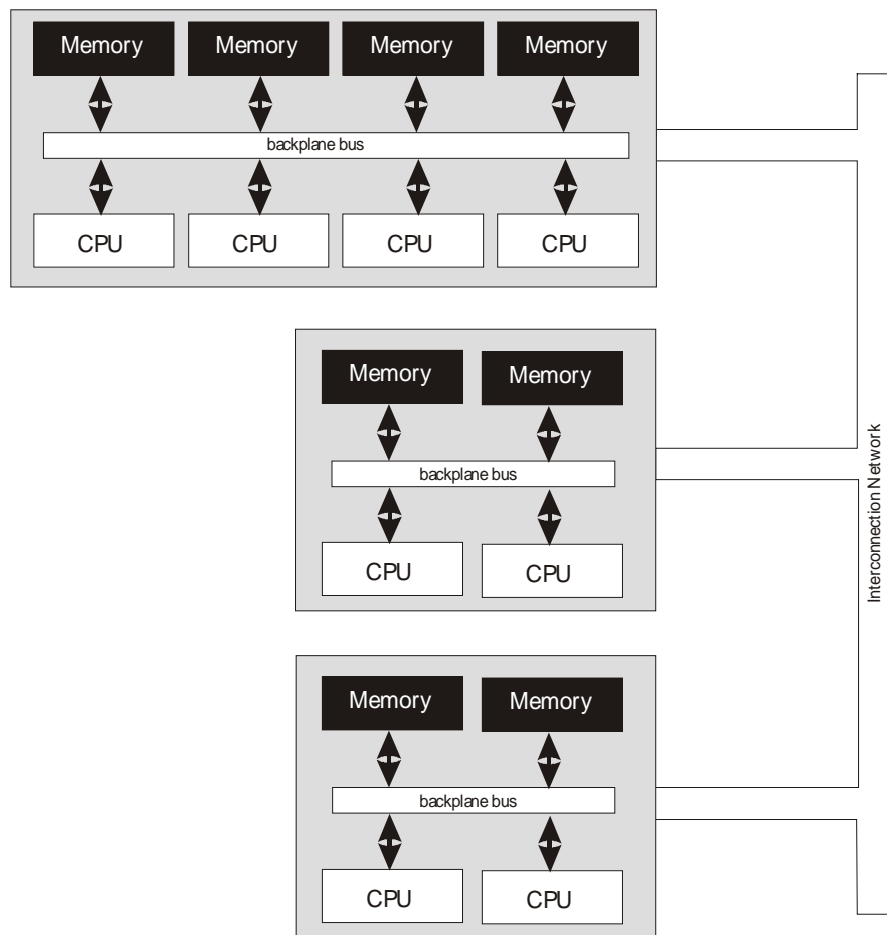 Memory Memory Memory Memory
backplane bus
CPU CPU CPU CPU
Memory Memory
backplane bus
CPU CPU
Interconnection Network
Memory Memory
backplane bus
CPU CPU